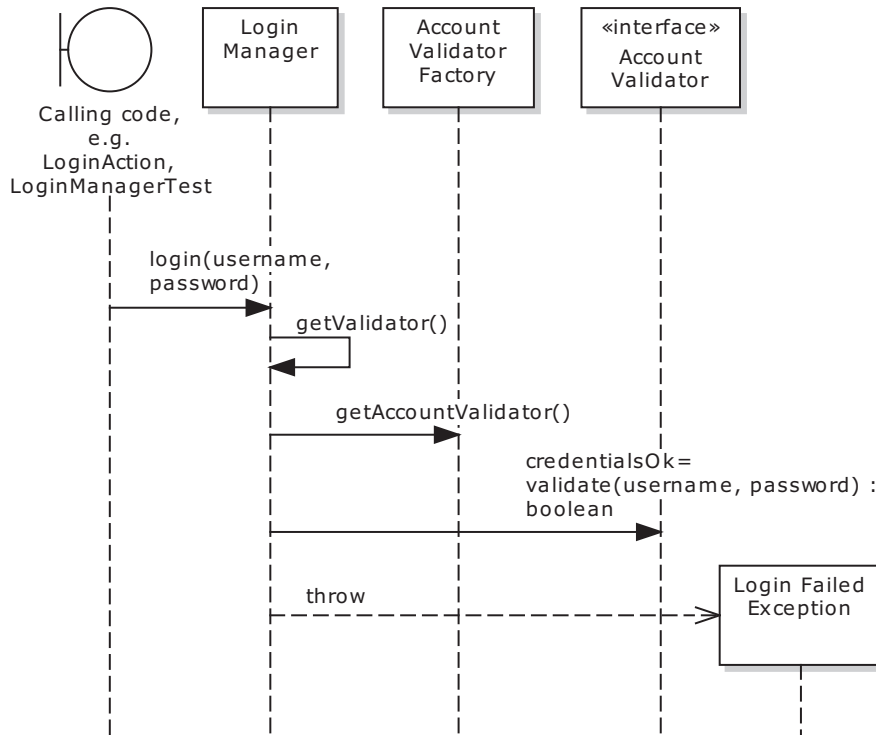 Login
Manager
Account
Validator
Factory
«interface»
Account
Validator
Calling code,
e.g.
LoginAction,
LoginManagerTest
login(username,
password)
getValidator()
getAccountValidator()
credentialsOk=
validate(username, password) :
boolean
Login Failed
Exception
throw